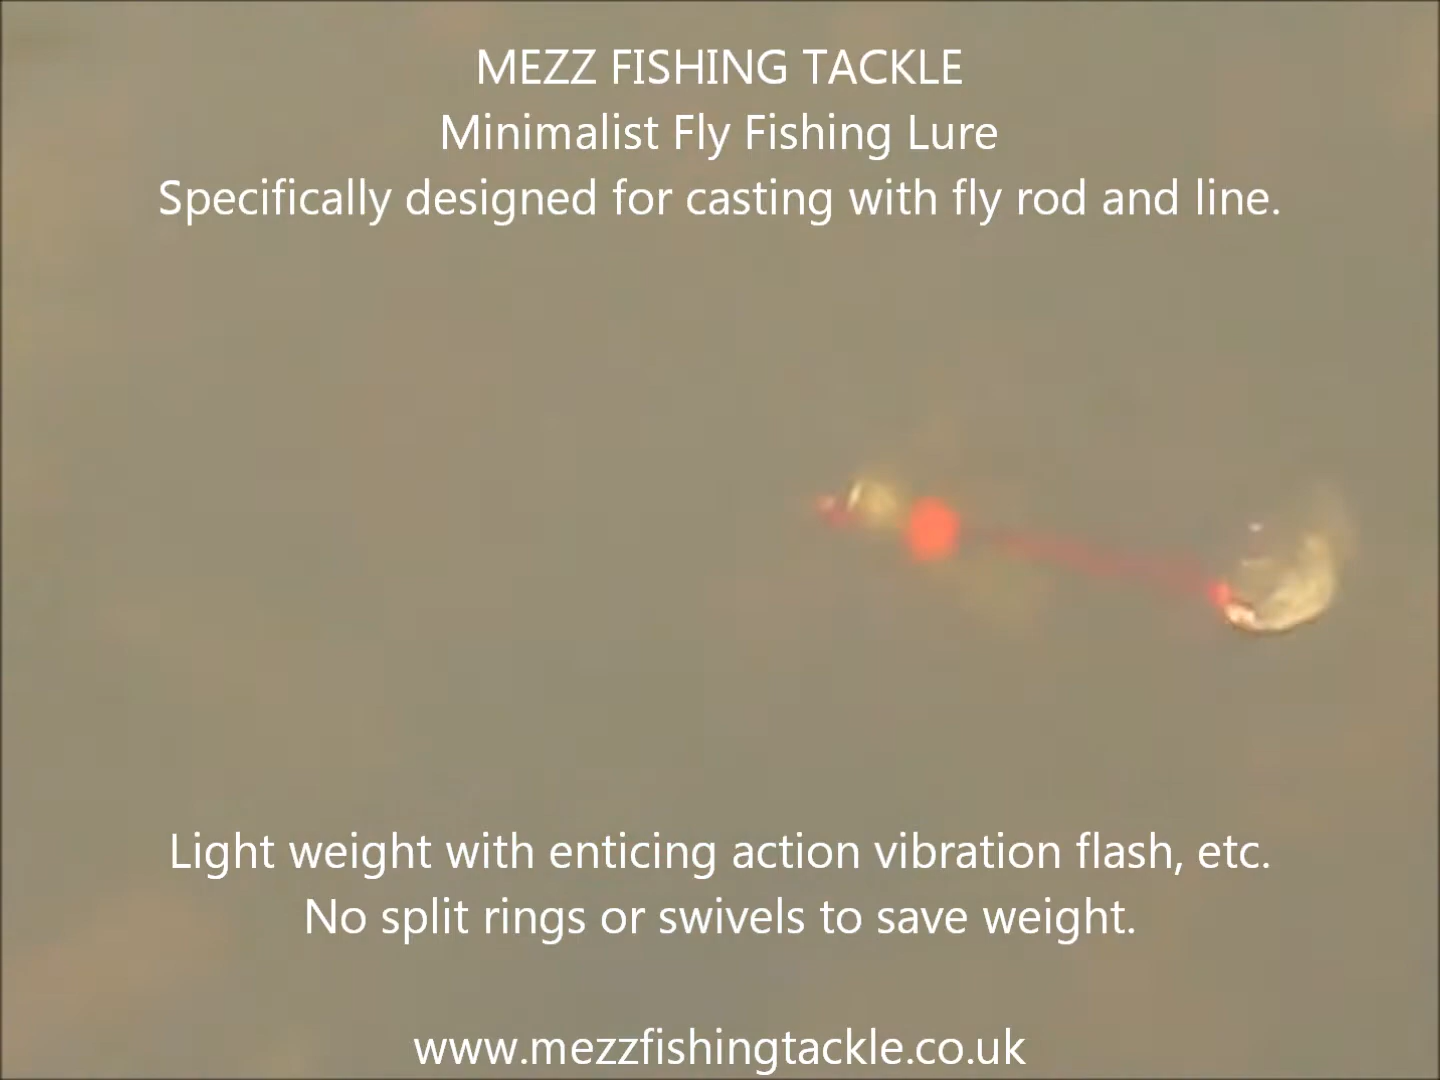 MEZZ FISHING TACKLE
Minimalist Fly Fishing Lure
Specifically designed for casting with fly rod and line.
Light weight with enticing action vibration flash, etc.
No split rings or swivels to save weight.
www.mezzfishingtackle.co.uk